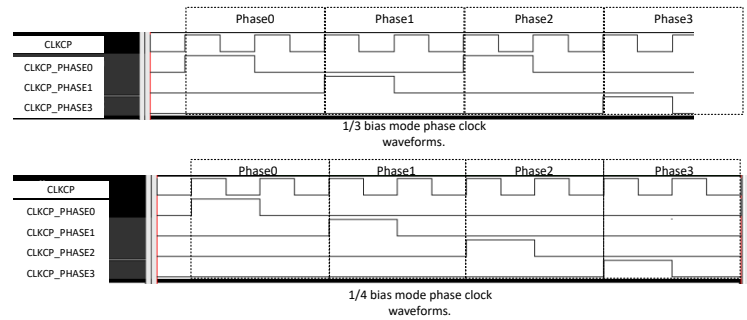 Phase0 Phase1 Phase2 Phase3
CLKCP
CLKCP_PHASE0
CLKCP_PHASE1
CLKCP_PHASE3
1/3 bias mode phase clock
waveforms.
Phase0 Phase1 Phase2 Phase3
CLKCP
CLKCP_PHASE0
CLKCP_PHASE1
CLKCP_PHASE2
CLKCP_PHASE3
1/4 bias mode phase clock
waveforms.